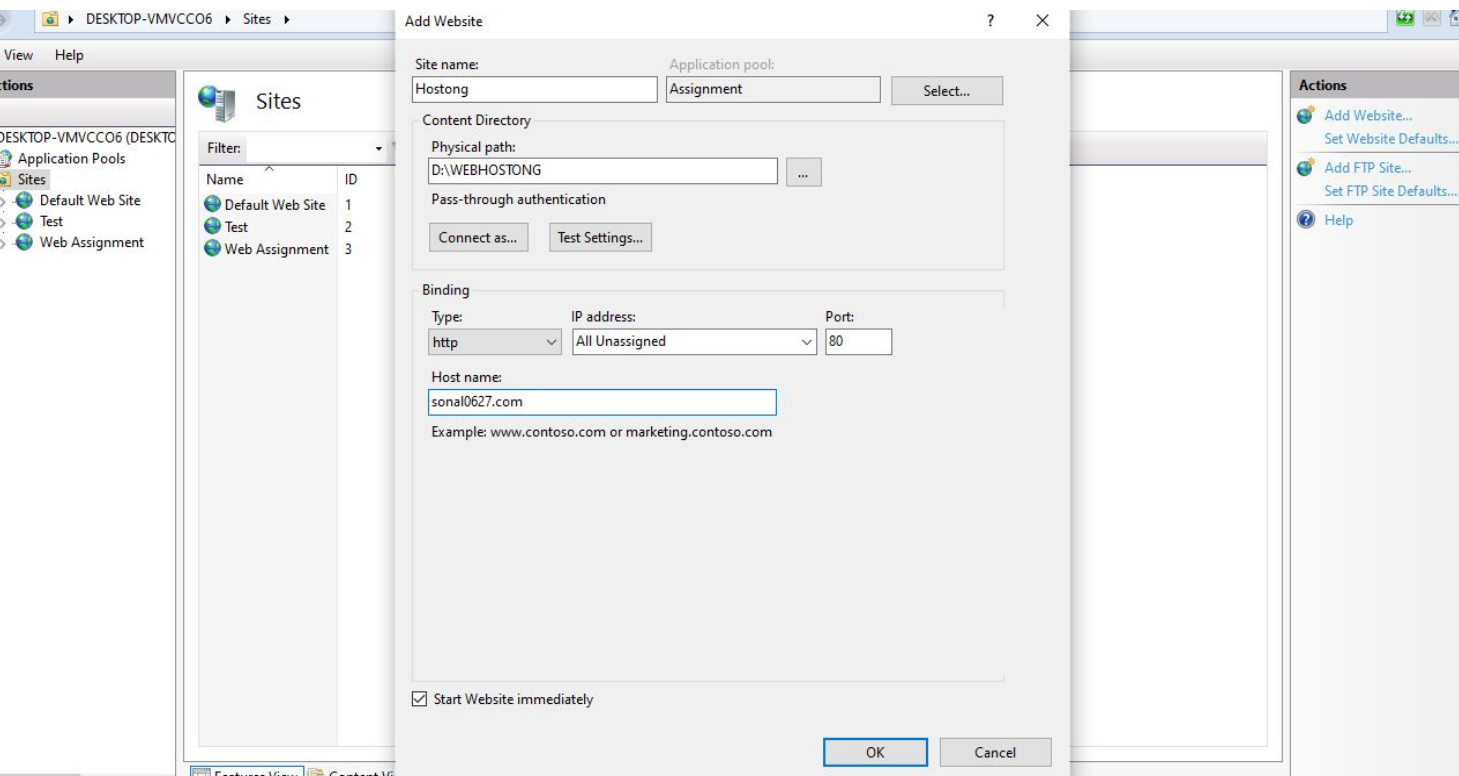 DESKTOP-VMVCCO6 Sites
View Help
DESKTOP-VMVCCO6
Application Pools
Sites
Default Web Site
Test
Web Assignment
Sites
Filter:
Name ID
Default Web Site 1
Test 2
Web Assignment 3
Features View
Add Website ? X
Site name: Application pool:
Hostong Assignment Select...
Content Directory
Physical path:
D:\WEBHOSTONG ...
Pass-through authentication
Connect as... Test Settings...
Binding
Type: IP address: Port:
http All Unassigned 80
Host name:
sonal0627.com
Example: www.contoso.com or marketing.contoso.com
Start Website immediately
OK Cancel
Actions
Add Website...
Set Website Defaults...
Add FTP Site...
Set FTP Site Defaults...
Help